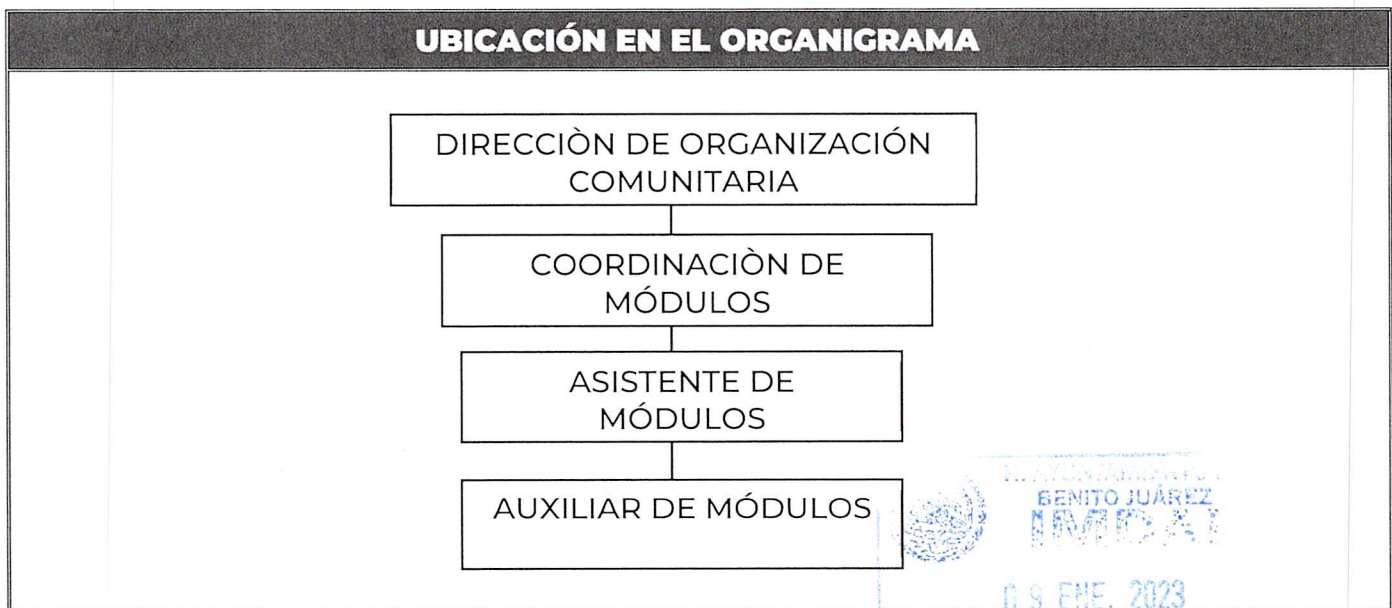 UBICACIÓN EN EL ORGANIGRAMA
DIRECCIÒN DE ORGANIZACIÓN
COMUNITARIA
COORDINACIÒN DE
MÓDULOS
ASISTENTE DE
MÓDULOS
AUXILIAR DE MÓDULOS
BENITO JUÁREZ
09 ENE. 2023